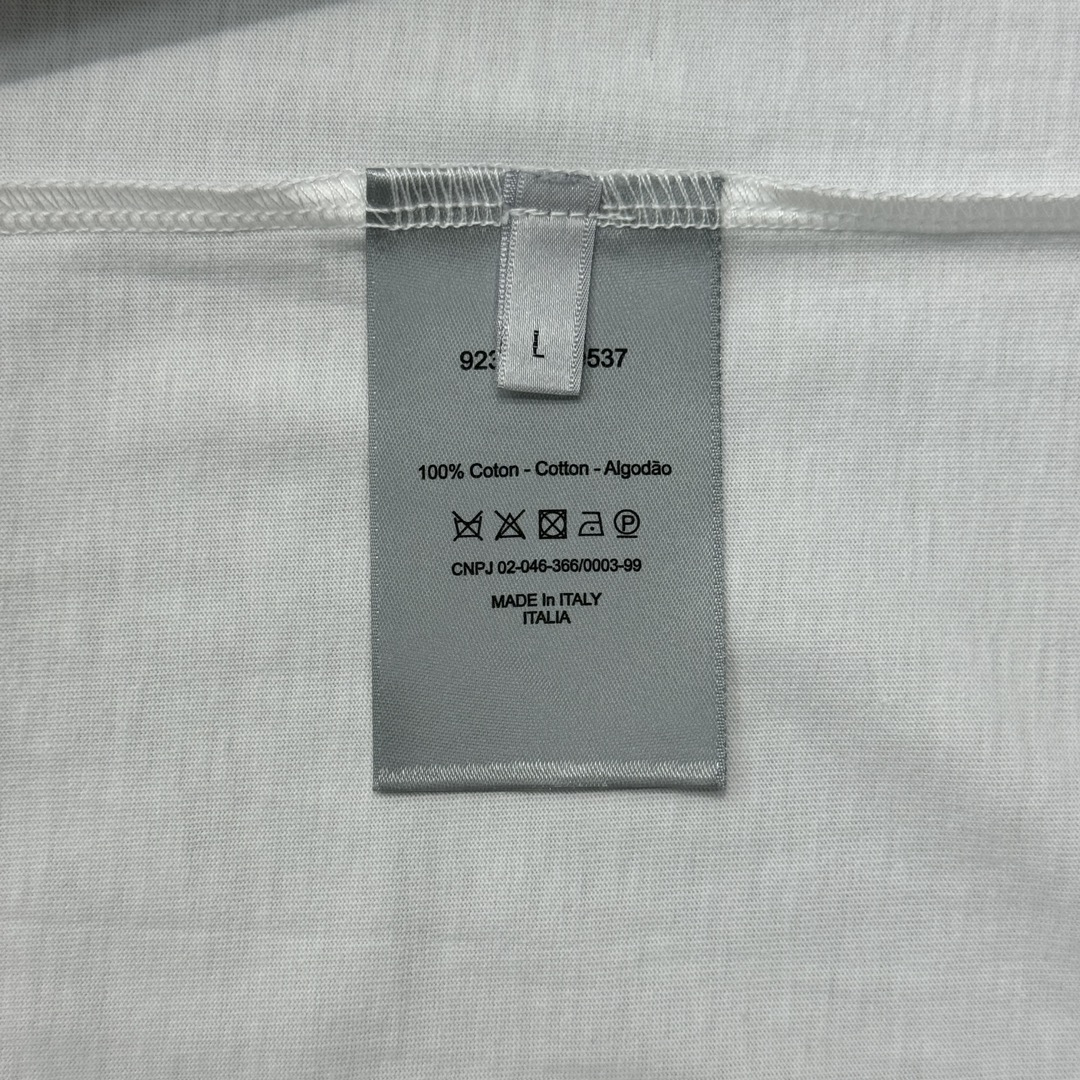 L
923 537
100% Coton - Cotton - Algodão
CNPJ 02-046-366/0003-99
MADE In ITALY
ITALIA